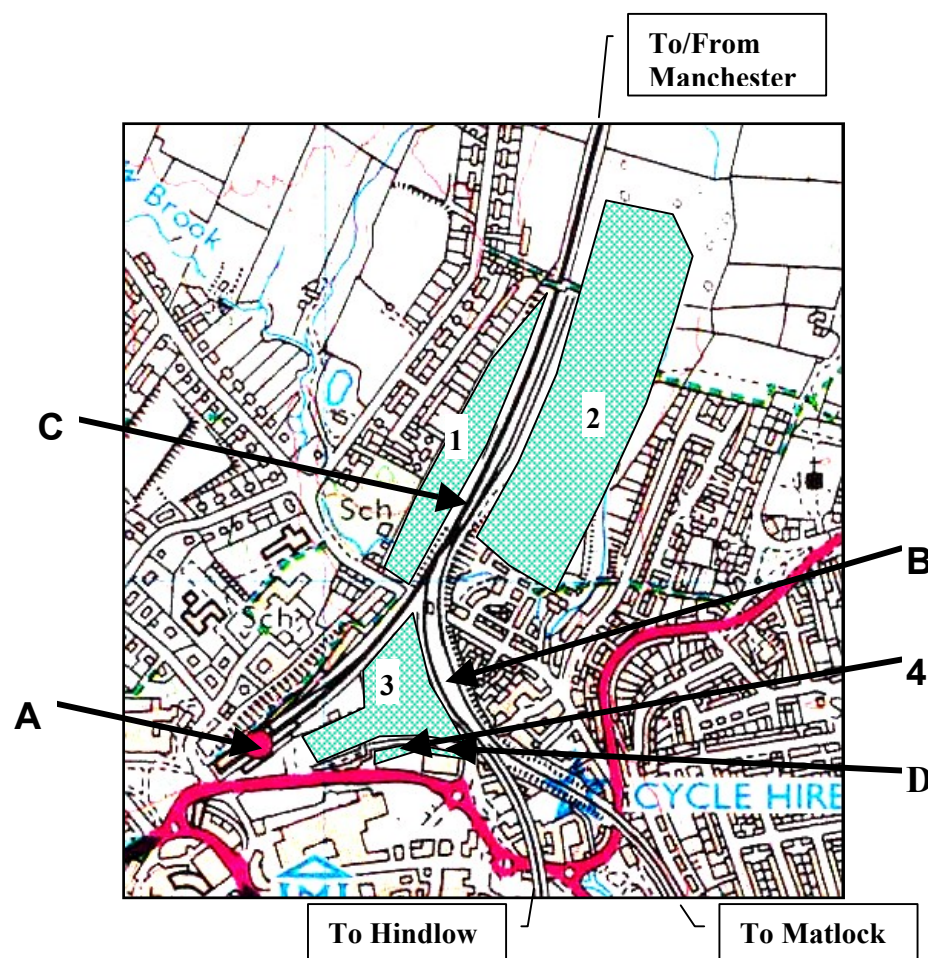 To/From
Manchester
Brook
C
1
2
Sch
B
Sch
3
4
A
D
CYCLE HIRE
M
To Hindlow
To Matlock